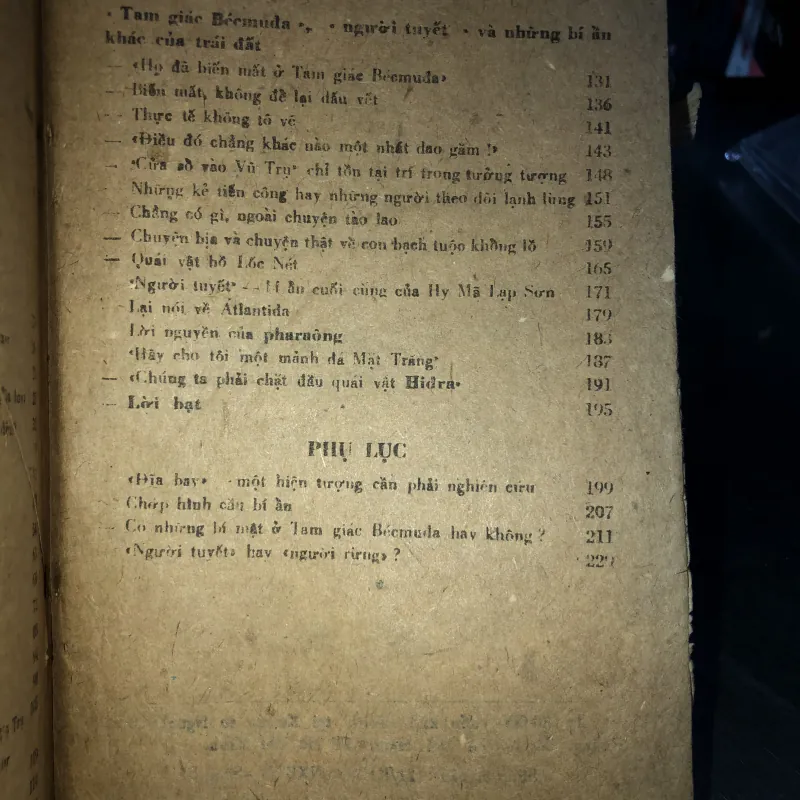 • Tam giác Bécmuda •, • người tuyết • và những bí ẩn
khác của trái đất
— «Họ đã biến mất ở Tam giác Bécmuda» 131
— Biến mất, không để lại dấu vết 136
— Thực tế không tô vẽ 141
— «Điều đó chẳng khác nào một nhát dao găm !» 143
— "Cửa sổ vào Vũ Trụ" chỉ tồn tại trí trong tưởng tượng 148
— Những kẻ tiến công hay những người theo dõi lạnh lùng 151
— Chẳng có gì, ngoài chuyện tào lao 155
— Chuyện bịa và chuyện thật về con bạch tuộc khổng lồ 159
— Quái vật hồ Lốc Nét 165
"Người tuyết" -- bí ẩn cuối cùng của Hy Mã Lạp Sơn 171
Lại nói về Atlantida 179
Lời nguyền của pharaông 183
"Hãy cho tôi một mảnh đá Mặt Trăng" 187
— «Chúng ta phải chặt đầu quái vật Hiđra» 191
— Lời bạt 195
PHỤ LỤC
«Đĩa bay» - một hiện tượng cần phải nghiên cứu 199
Chớp hình cầu bí ẩn 207
— Có những bí mật ở Tam giác Bécmuda hay không ? 211
«Người tuyết» hay «người rừng» ? 229